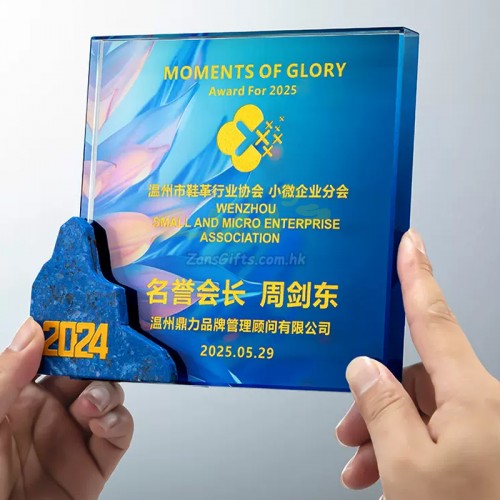 MOMENTS OF GLORY
Award For 2025
温州市鞋革行业协会 小微企业分会
WENZHOU
SMALL AND MICRO ENTERPRISE
ASSOCIATION
ZansGifts.com.hk
名誉会长 周剑东
温州鼎力品牌管理顾问有限公司
2025.05.29
2024